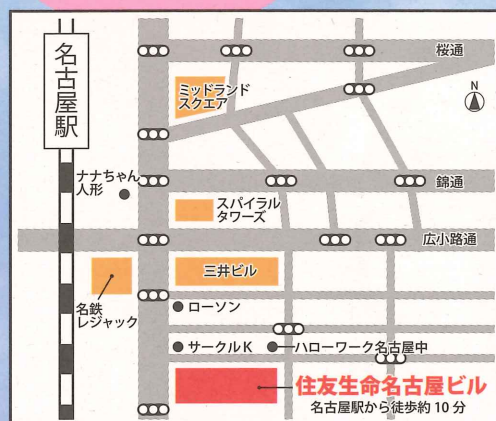 名古屋駅
桜通
ミッドランド
スクエア
N
ナナちゃん
人形
錦通
スパイラル
タワーズ
広小路通
三井ビル
名鉄
レジャック
ローソン
サークルK
ハローワーク名古屋中
住友生命名古屋ビル
名古屋駅から徒歩約10分